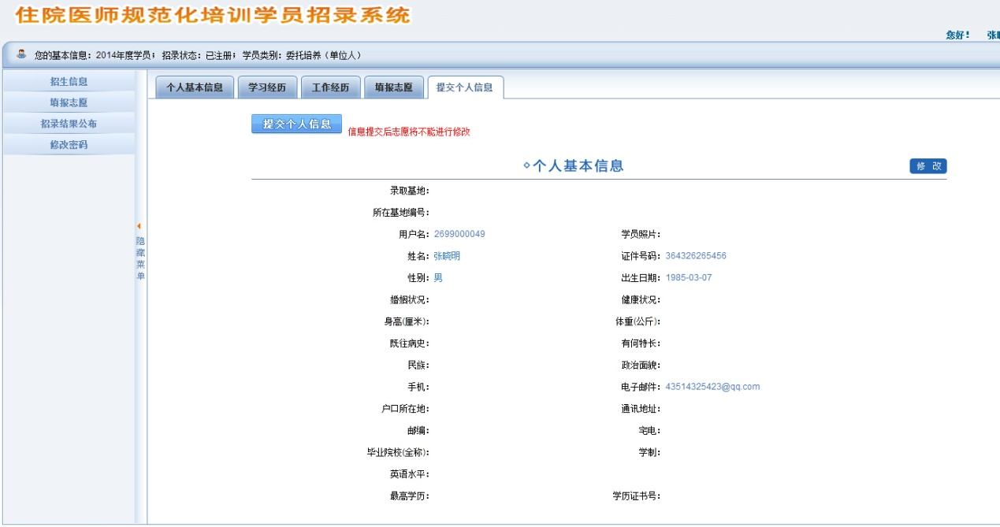 住院医师规范化培训学员招录系统
您好！ 张
您的基本信息：2014年度学员；招录状态：已注册；学员类别：委托培养（单位人）
招生信息
填报志愿
招录结果公布
修改密码
隐藏菜单
个人基本信息 学习经历 工作经历 填报志愿 提交个人信息
提交个人信息 信息提交后志愿将不能进行修改
个人基本信息 修 改
录取基地：
所在基地编号：
用户名：2699000049 学员照片：
姓名：张晓明 证件号码：364326265456
性别：男 出生日期：1985-03-07
婚姻状况： 健康状况：
身高(厘米)： 体重(公斤)：
既往病史： 有何特长：
民族： 政治面貌：
手机： 电子邮件：43514325423@qq.com
户口所在地： 通讯地址：
邮编： 宅电：
毕业院校(全称)： 学制：
英语水平：
最高学历： 学历证书号：